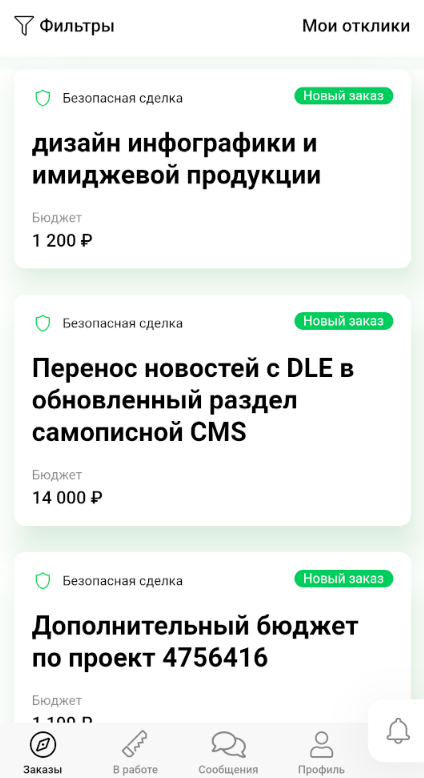 Фильтры
Мои отклики
Безопасная сделка
Новый заказ
дизайн инфографики и
имиджевой продукции
Бюджет
1 200 ₽
Безопасная сделка
Новый заказ
Перенос новостей с DLE в
обновленный раздел
самописной CMS
Бюджет
14 000 ₽
Безопасная сделка
Новый заказ
Дополнительный бюджет
по проект 4756416
Бюджет
Заказы
В работе
Сообщения
Профиль